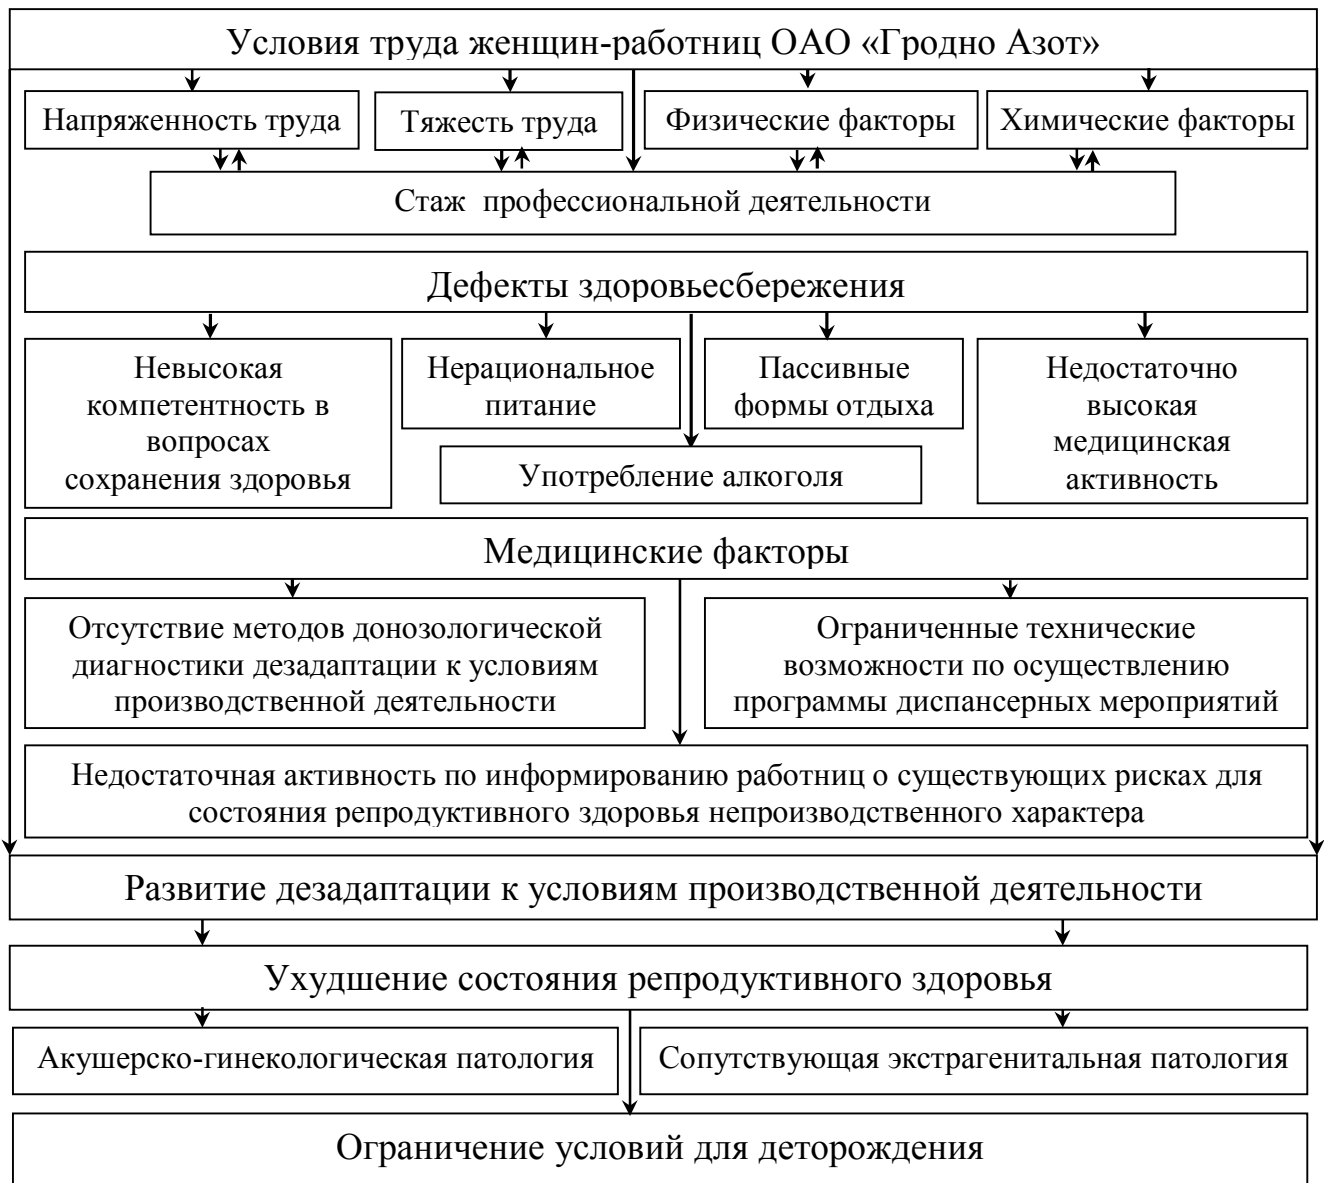 Условия труда женщин-работниц ОАО «Гродно Азот»
Напряженность труда
Тяжесть труда
Физические факторы
Химические факторы
Стаж профессиональной деятельности
Дефекты здоровьесбережения
Невысокая
компетентность в
вопросах
сохранения здоровья
Нерациональное
питание
Пассивные
формы отдыха
Недостаточно
высокая
медицинская
активность
Употребление алкоголя
Медицинские факторы
Отсутствие методов донозологической
диагностики дезадаптации к условиям
производственной деятельности
Ограниченные технические
возможности по осуществлению
программы диспансерных мероприятий
Недостаточная активность по информированию работниц о существующих рисках для
состояния репродуктивного здоровья непроизводственного характера
Развитие дезадаптации к условиям производственной деятельности
Ухудшение состояния репродуктивного здоровья
Акушерско-гинекологическая патология
Сопутствующая экстрагенитальная патология
Ограничение условий для деторождения